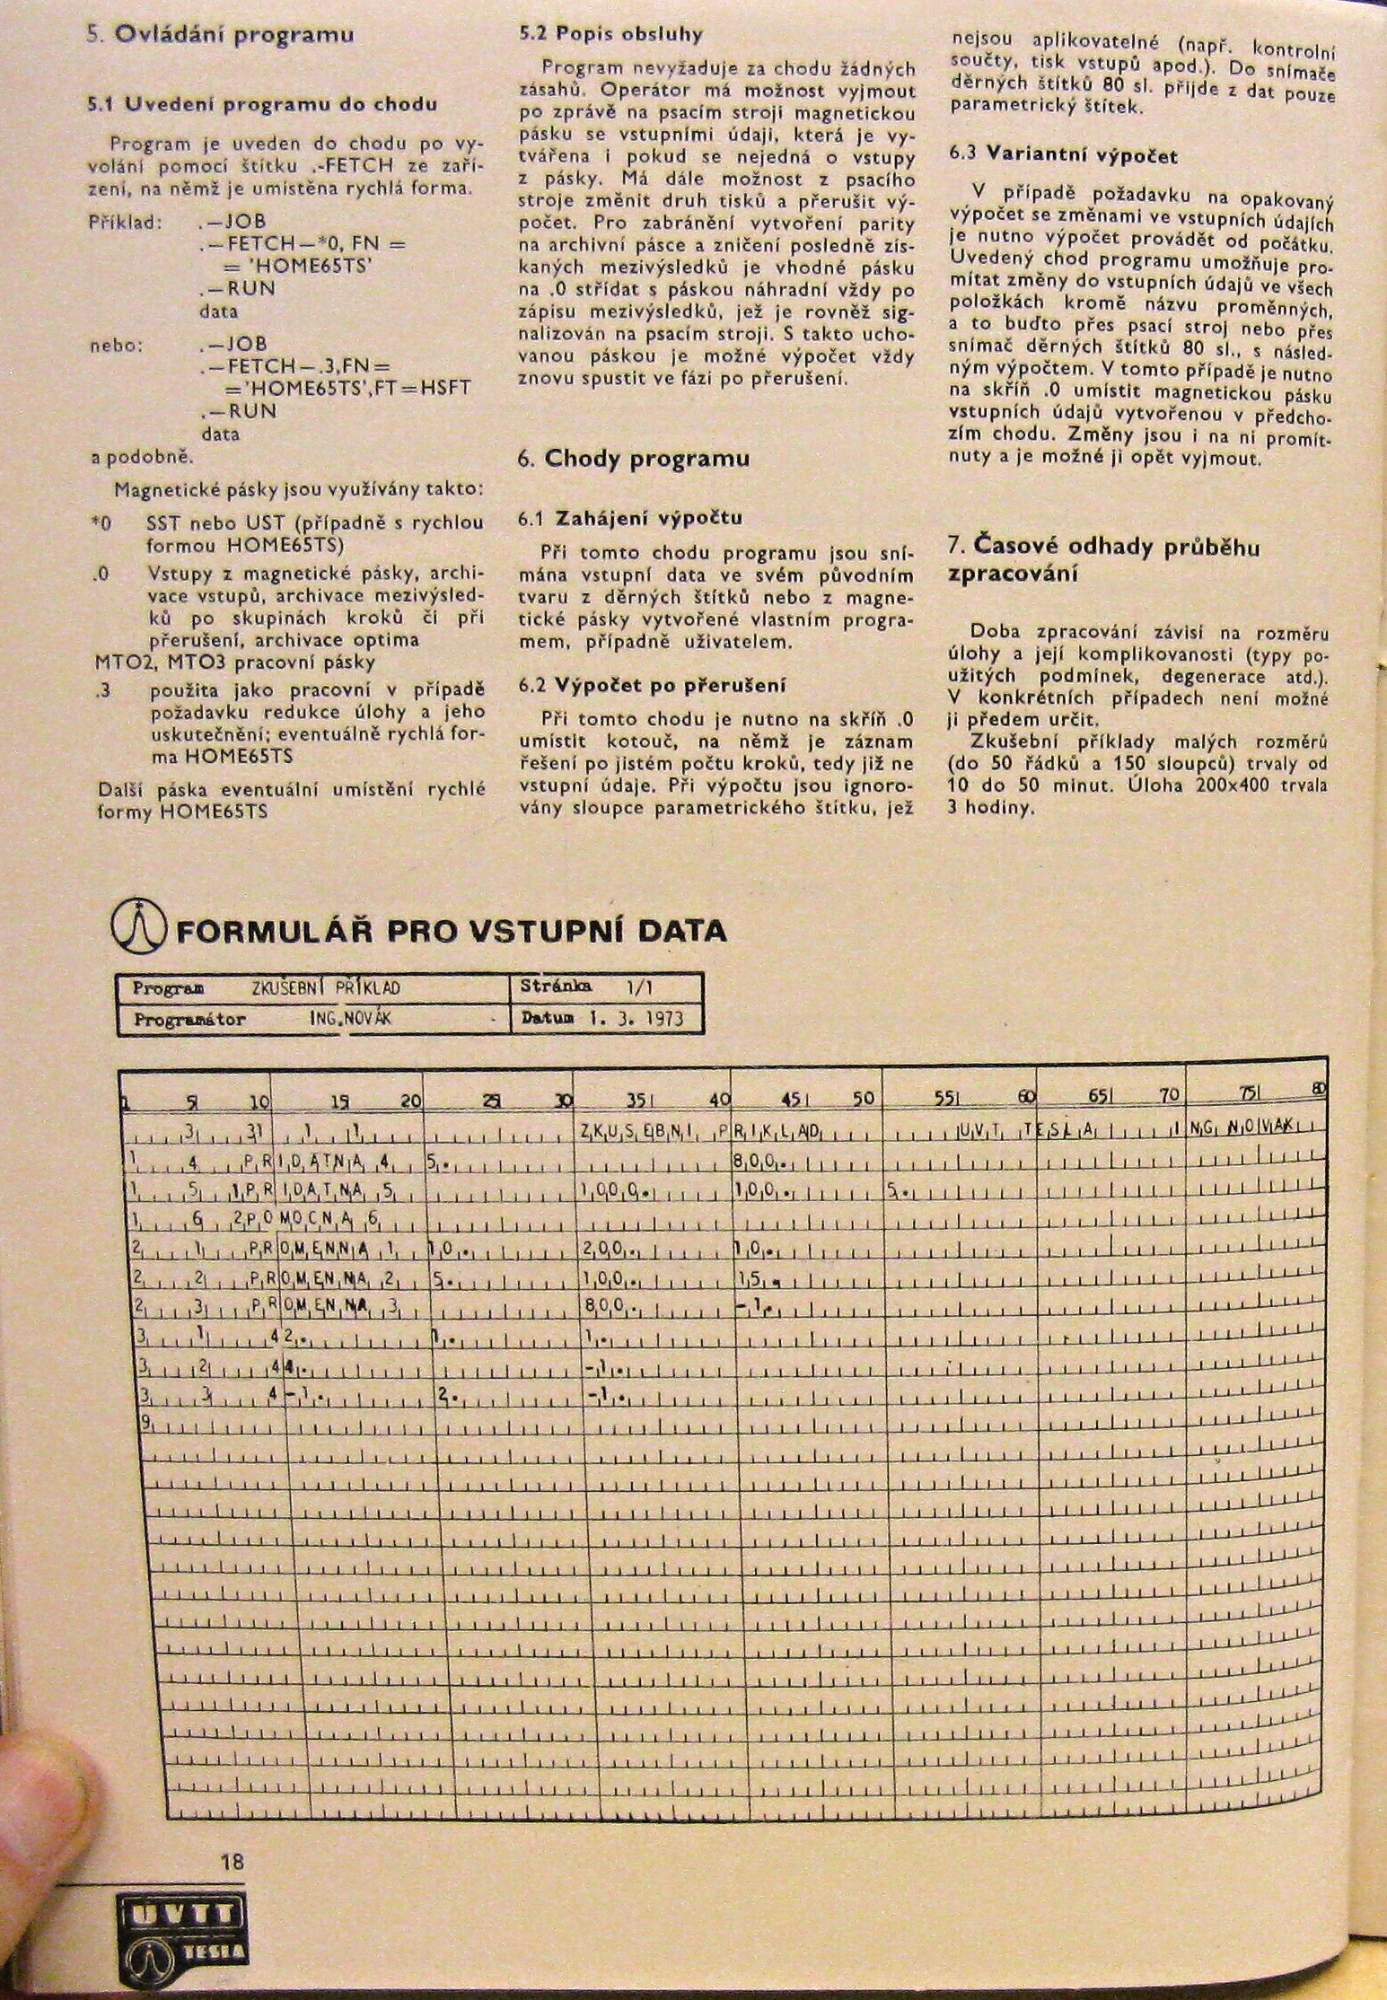 5. Ovládání programu
5.1 Uvedení programu do chodu
Program je uveden do chodu po vy-
volání pomocí štítku .-FETCH ze zaří-
zení, na němž je umístěna rychlá forma.
Příklad: .—JOB
.—FETCH—*0, FN =
= 'HOME65TS'
.—RUN
data
nebo: .—JOB
.—FETCH—.3,FN=
='HOME65TS',FT=HSFT
.—RUN
data
a podobně.
Magnetické pásky jsou využívány takto:
*0 SST nebo UST (případně s rychlou
formou HOME65TS)
.0 Vstupy z magnetické pásky, archi-
vace vstupů, archivace mezivýsled-
ků po skupinách kroků či při
přerušení, archivace optima
MTO2, MTO3 pracovní pásky
.3 použita jako pracovní v případě
požadavku redukce úlohy a jeho
uskutečnění; eventuálně rychlá for-
ma HOME65TS
Další páska eventuální umístění rychlé
formy HOME65TS
5.2 Popis obsluhy
Program nevyžaduje za chodu žádných
zásahů. Operátor má možnost vyjmout
po zprávě na psacím stroji magnetickou
pásku se vstupními údaji, která je vy-
tvářena i pokud se nejedná o vstupy
z pásky. Má dále možnost z psacího
stroje změnit druh tisků a přerušit vý-
počet. Pro zabránění vytvoření parity
na archivní pásce a zničení posledně zís-
kaných mezivýsledků je vhodné pásku
na .0 střídat s páskou náhradní vždy po
zápisu mezivýsledků, jež je rovněž sig-
nalizován na psacím stroji. S takto ucho-
vanou páskou je možné výpočet vždy
znovu spustit ve fázi po přerušení.
6. Chody programu
6.1 Zahájení výpočtu
Při tomto chodu programu jsou sní-
mána vstupní data ve svém původním
tvaru z děrných štítků nebo z magne-
tické pásky vytvořené vlastním progra-
mem, případně uživatelem.
6.2 Výpočet po přerušení
Při tomto chodu je nutno na skříň .0
umístit kotouč, na němž je záznam
řešení po jistém počtu kroků, tedy již ne
vstupní údaje. Při výpočtu jsou ignoro-
vány sloupce parametrického štítku, jež
nejsou aplikovatelné (např. kontrolní
součty, tisk vstupů apod.). Do snímače
děrných štítků 80 sl. přijde z dat pouze
parametrický štítek.
6.3 Variantní výpočet
V případě požadavku na opakovaný
výpočet se změnami ve vstupních údajích
je nutno výpočet provádět od počátku.
Uvedený chod programu umožňuje pro-
mítat změny do vstupních údajů ve všech
položkách kromě názvu proměnných,
a to buďto přes psací stroj nebo přes
snímač děrných štítků 80 sl., s násled-
ným výpočtem. V tomto případě je nutno
na skříň .0 umístit magnetickou pásku
vstupních údajů vytvořenou v předcho-
zím chodu. Změny jsou i na ni promít-
nuty a je možné ji opět vyjmout.
7. Časové odhady průběhu
zpracování
Doba zpracování závisí na rozměru
úlohy a její komplikovanosti (typy po-
užitých podmínek, degenerace atd.).
V konkrétních případech není možné
ji předem určit.
Zkušební příklady malých rozměrů
(do 50 řádků a 150 sloupců) trvaly od
10 do 50 minut. Úloha 200x400 trvala
3 hodiny.
FORMULÁŘ PRO VSTUPNÍ DATA
Program ZKUŠEBNÍ PŘÍKLAD Stránka 1/1
Programátor ING.NOVÁK Datum 1. 3. 1973
1 5 10 15 20 25 30 35 40 45 50 55 60 65 70 75 80
3 31 1 1 ZKUSEBNI PRIKLAD UVT TESLA ING NOVAK
1 4 PRIDATNA 4 5. 800.
1 5 1PRIDATNA 5 1000. 100. 5.
1 6 2POMOCNA 6
2 1 PROMENNA 1 10. 200. 10.
2 2 PROMENNA 2 5. 100. 15.
2 3 PROMENNA 3 800. -1.
3 1 4 2. 1. 1.
3 2 4 4. -1.
3 3 4 -1. 2. -1.
9
18
UVTT
TESLA